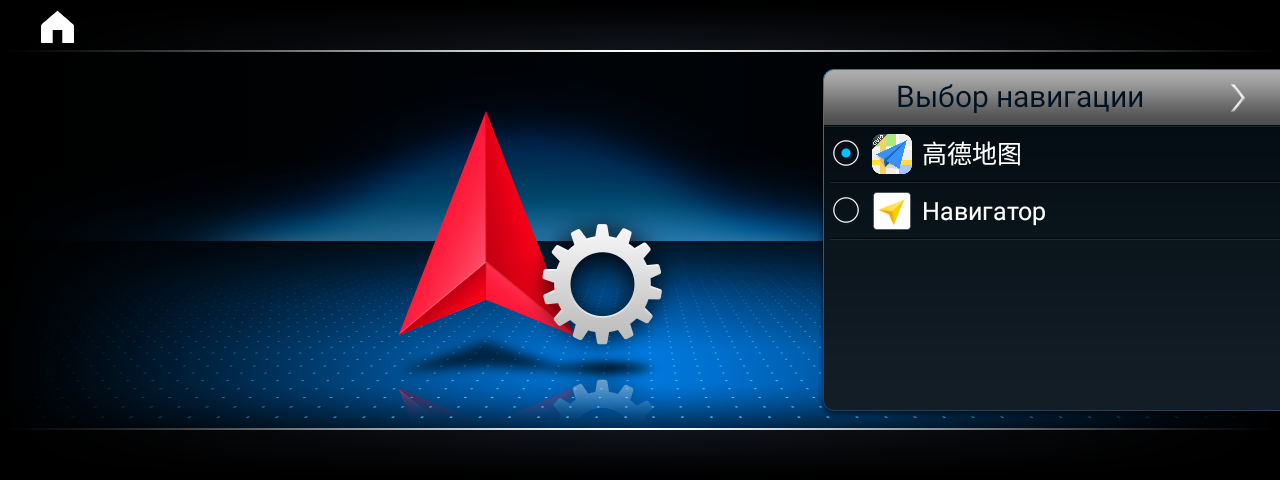 Выбор навигации
高德地图
Навигатор